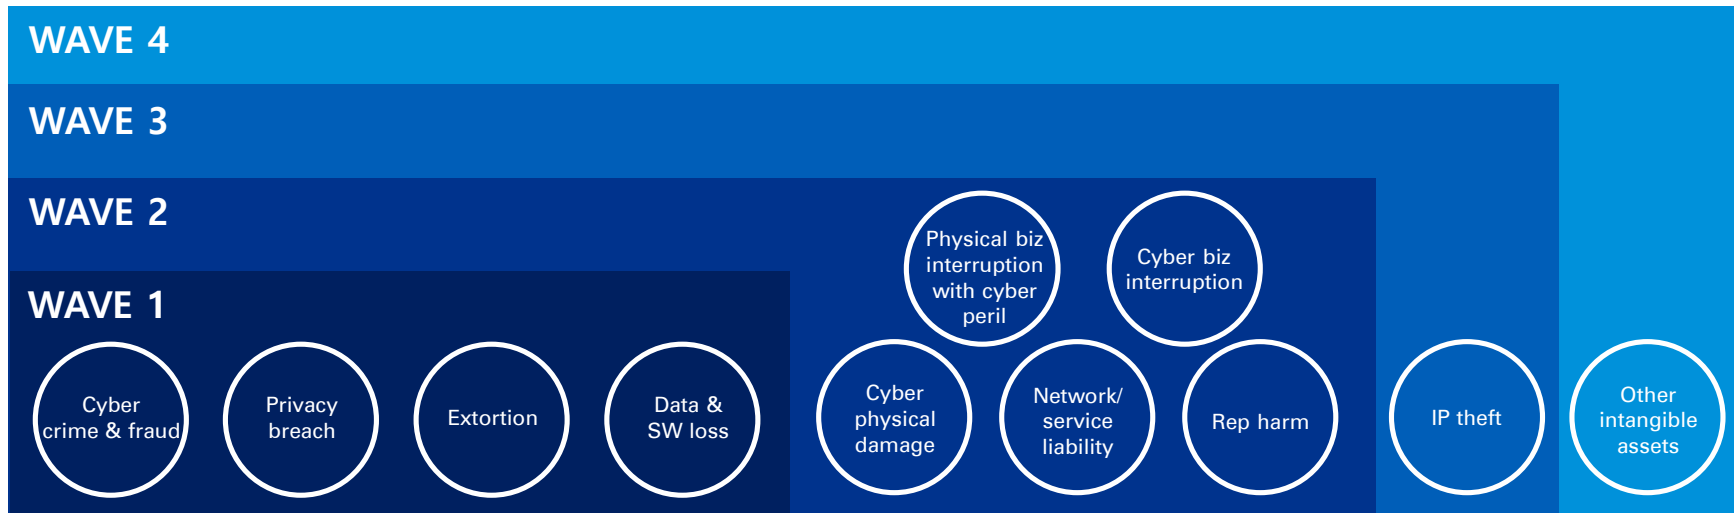 WAVE 4
WAVE 3
WAVE 2
Physical biz
interruption
with cyber
peril
Cyber biz
interruption
WAVE 1
Cyber
crime & fraud
Privacy
breach
Extortion
Data &
SW loss
Cyber
physical
damage
Network/
service
liability
Rep harm
IP theft
Other
intangible
assets